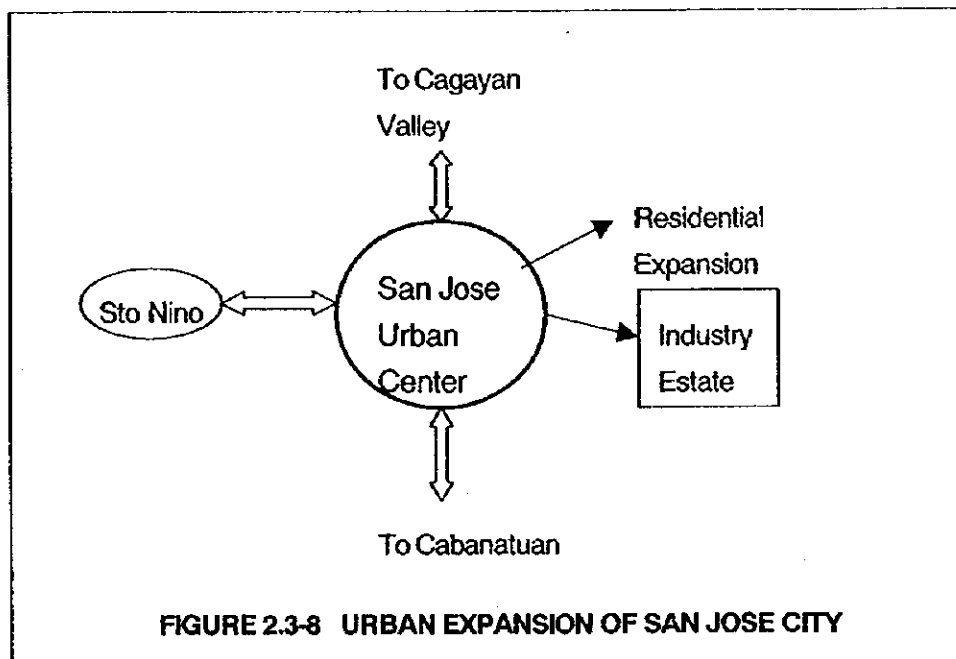 To Cagayan
Valley
Residential
Expansion
San Jose
Urban
Center
Sto Nino
Industry
Estate
To Cabanatuan
FIGURE 2.3-8 URBAN EXPANSION OF SAN JOSE CITY